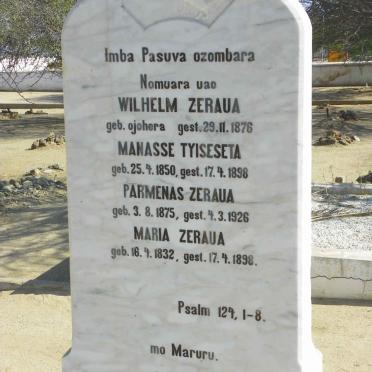 Imba Pasuva ozombara
Nomuara uao
WILHELM ZERAUA
geb. ojohera gest. 29.11. 1876
MANASSE TYISESETA
geb. 25. 4. 1850, gest. 17. 4. 1898
PARMENAS ZERAUA
geb. 3. 8. 1875, gest. 4. 3. 1926
MARIA ZERAUA
geb. 16. 4. 1832, gest. 17. 4. 1898.
Psalm 124, 1-8.
mo Maruru.